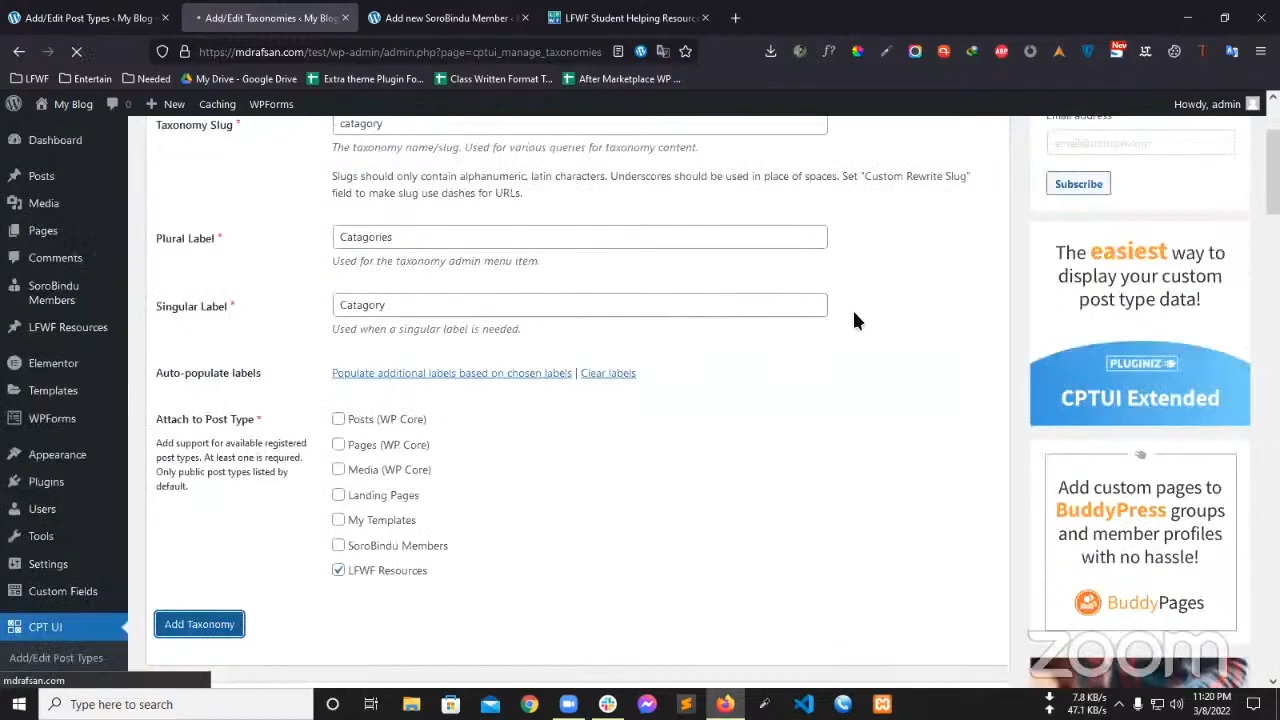 Add/Edit Post Types ‹ My Blog —
Add/Edit Taxonomies ‹ My Blog
Add new SoroBindu Member ‹
LFWF Student Helping Resource
https://mdrafsan.com/test/wp-admin/admin.php?page=cptui_manage_taxonomies
LFWF
Entertain
Needed
My Drive - Google Drive
Extra theme Plugin Fo...
Class Written Format T...
After Marketplace WP ...
My Blog
0
New
Caching
WPForms
Howdy, admin
Dashboard
Posts
Media
Pages
Comments
SoroBindu
Members
LFWF Resources
Elementor
Templates
WPForms
Appearance
Plugins
Users
Tools
Settings
Custom Fields
CPT UI
Add/Edit Post Types
mdrafsan.com
Taxonomy Slug *
catagory
The taxonomy name/slug. Used for various queries for taxonomy content.
Slugs should only contain alphanumeric, latin characters. Underscores should be used in place of spaces. Set "Custom Rewrite Slug"
field to make slug use dashes for URLs.
Plural Label *
Catagories
Used for the taxonomy admin menu item.
Singular Label *
Catagory
Used when a singular label is needed.
Auto-populate labels
Populate additional labels based on chosen labels | Clear labels
Attach to Post Type *
Add support for available registered
post types. At least one is required.
Only public post types listed by
default.
Posts (WP Core)
Pages (WP Core)
Media (WP Core)
Landing Pages
My Templates
SoroBindu Members
LFWF Resources
Add Taxonomy
Email address
Subscribe
The easiest way to
display your custom
post type data!
PLUGINIZ
CPTUI Extended
Add custom pages to
BuddyPress groups
and member profiles
with no hassle!
BuddyPages
zoom
Type here to search
7.8 KB/s
47.1 KB/s
11:20 PM
3/8/2022